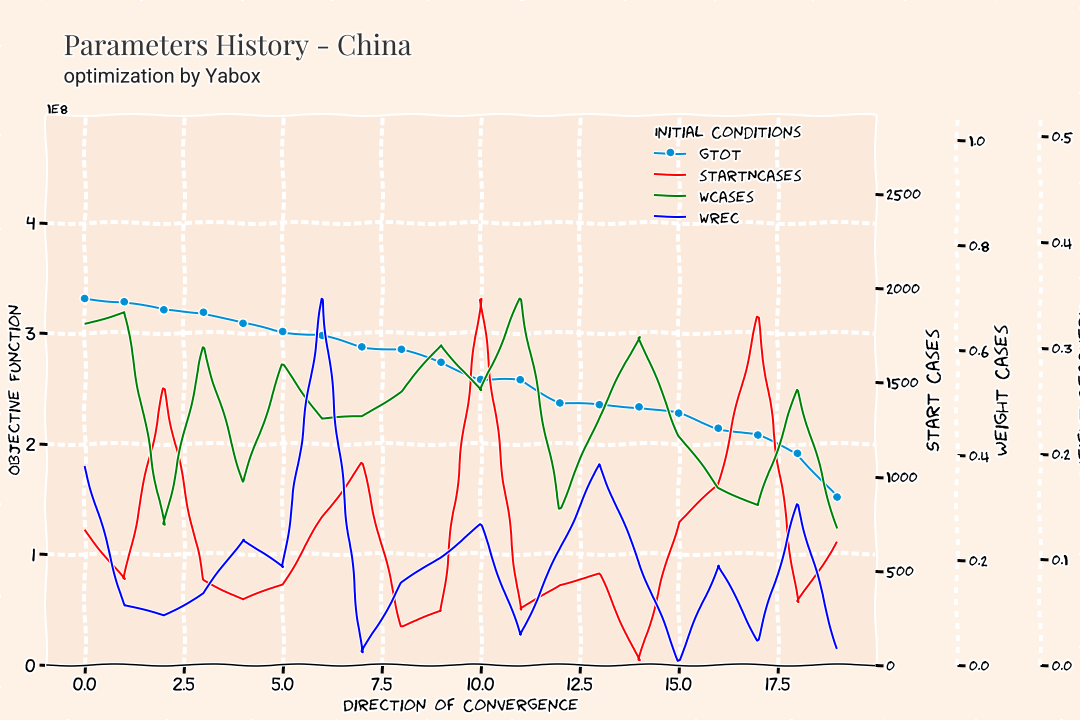 Parameters History - China
optimization by Yabox
1E8
INITIAL CONDITIONS
GTOT
STARTNCASES
WCASES
WREC
OBJECTIVE FUNCTION
4
3
2
1
0
0.0 2.5 5.0 7.5 10.0 12.5 15.0 17.5
DIRECTION OF CONVERGENCE
2500
2000
1500
1000
500
0
START CASES
1.0
0.8
0.6
0.4
0.2
0.0
WEIGHT CASES
0.5
0.4
0.3
0.2
0.1
0.0